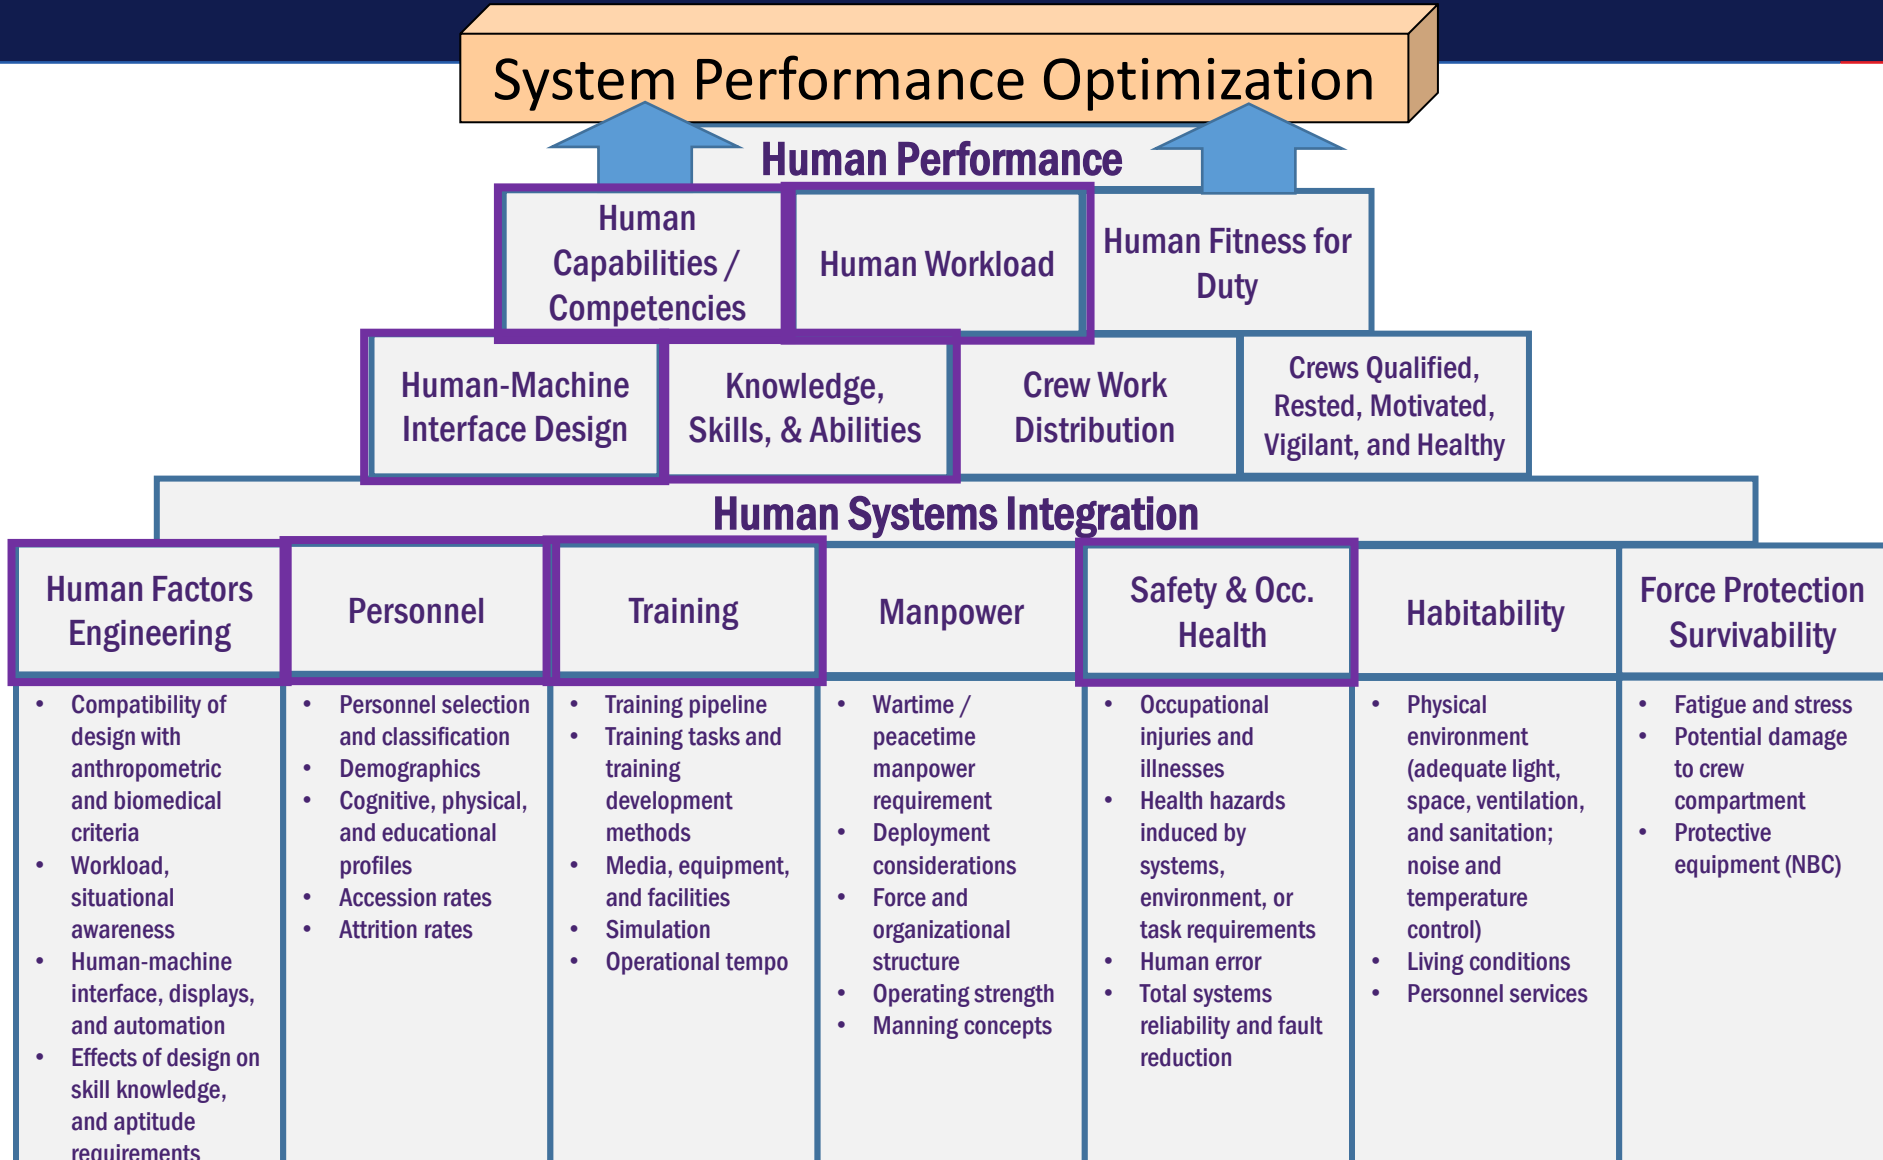 System Performance Optimization
Human Performance
Human
Capabilities /
Competencies
Human Workload
Human Fitness for
Duty
Human-Machine
Interface Design
Knowledge,
Skills, & Abilities
Crew Work
Distribution
Crews Qualified,
Rested, Motivated,
Vigilant, and Healthy
Human Systems Integration
Human Factors
Engineering
Personnel
Training
Manpower
Safety & Occ.
Health
Habitability
Force Protection
Survivability
• Compatibility of
design with
anthropometric
and biomedical
criteria
• Workload,
situational
awareness
• Human-machine
interface, displays,
and automation
• Effects of design on
skill knowledge,
and aptitude
requirements
• Personnel selection
and classification
• Demographics
• Cognitive, physical,
and educational
profiles
• Accession rates
• Attrition rates
• Training pipeline
• Training tasks and
training
development
methods
• Media, equipment,
and facilities
• Simulation
• Operational tempo
• Wartime /
peacetime
manpower
requirement
• Deployment
considerations
• Force and
organizational
structure
• Operating strength
• Manning concepts
• Occupational
injuries and
illnesses
• Health hazards
induced by
systems,
environment, or
task requirements
• Human error
• Total systems
reliability and fault
reduction
• Physical
environment
(adequate light,
space, ventilation,
and sanitation;
noise and
temperature
control)
• Living conditions
• Personnel services
• Fatigue and stress
• Potential damage
to crew
compartment
• Protective
equipment (NBC)